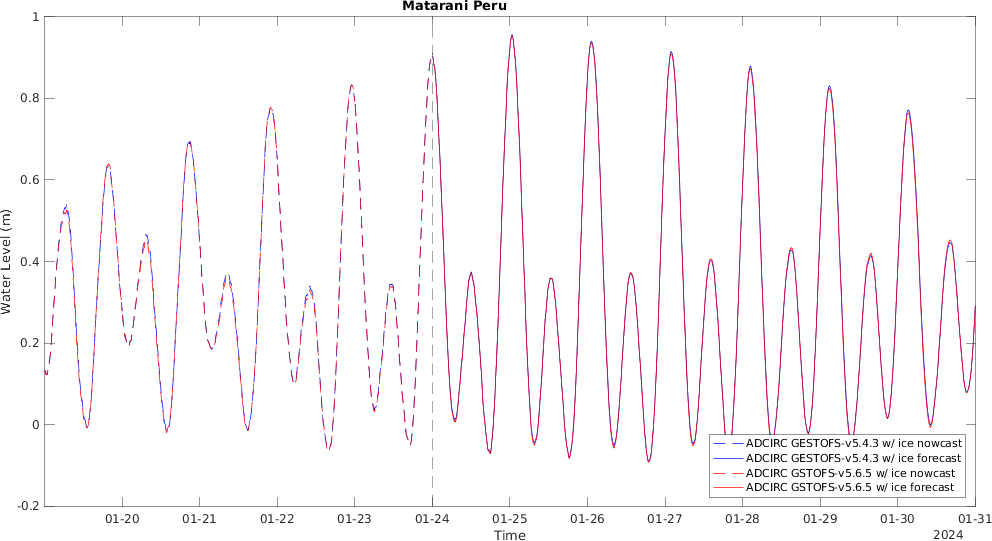 Matarani Peru
1
0.8
0.6
0.4
0.2
0
-0.2
Water Level (m)
ADCIRC GESTOFS-v5.4.3 w/ ice nowcast
ADCIRC GESTOFS-v5.4.3 w/ ice forecast
ADCIRC GSTOFS-v5.6.5 w/ ice nowcast
ADCIRC GSTOFS-v5.6.5 w/ ice forecast
01-20 01-21 01-22 01-23 01-24 01-25 01-26 01-27 01-28 01-29 01-30 01-31
Time
2024